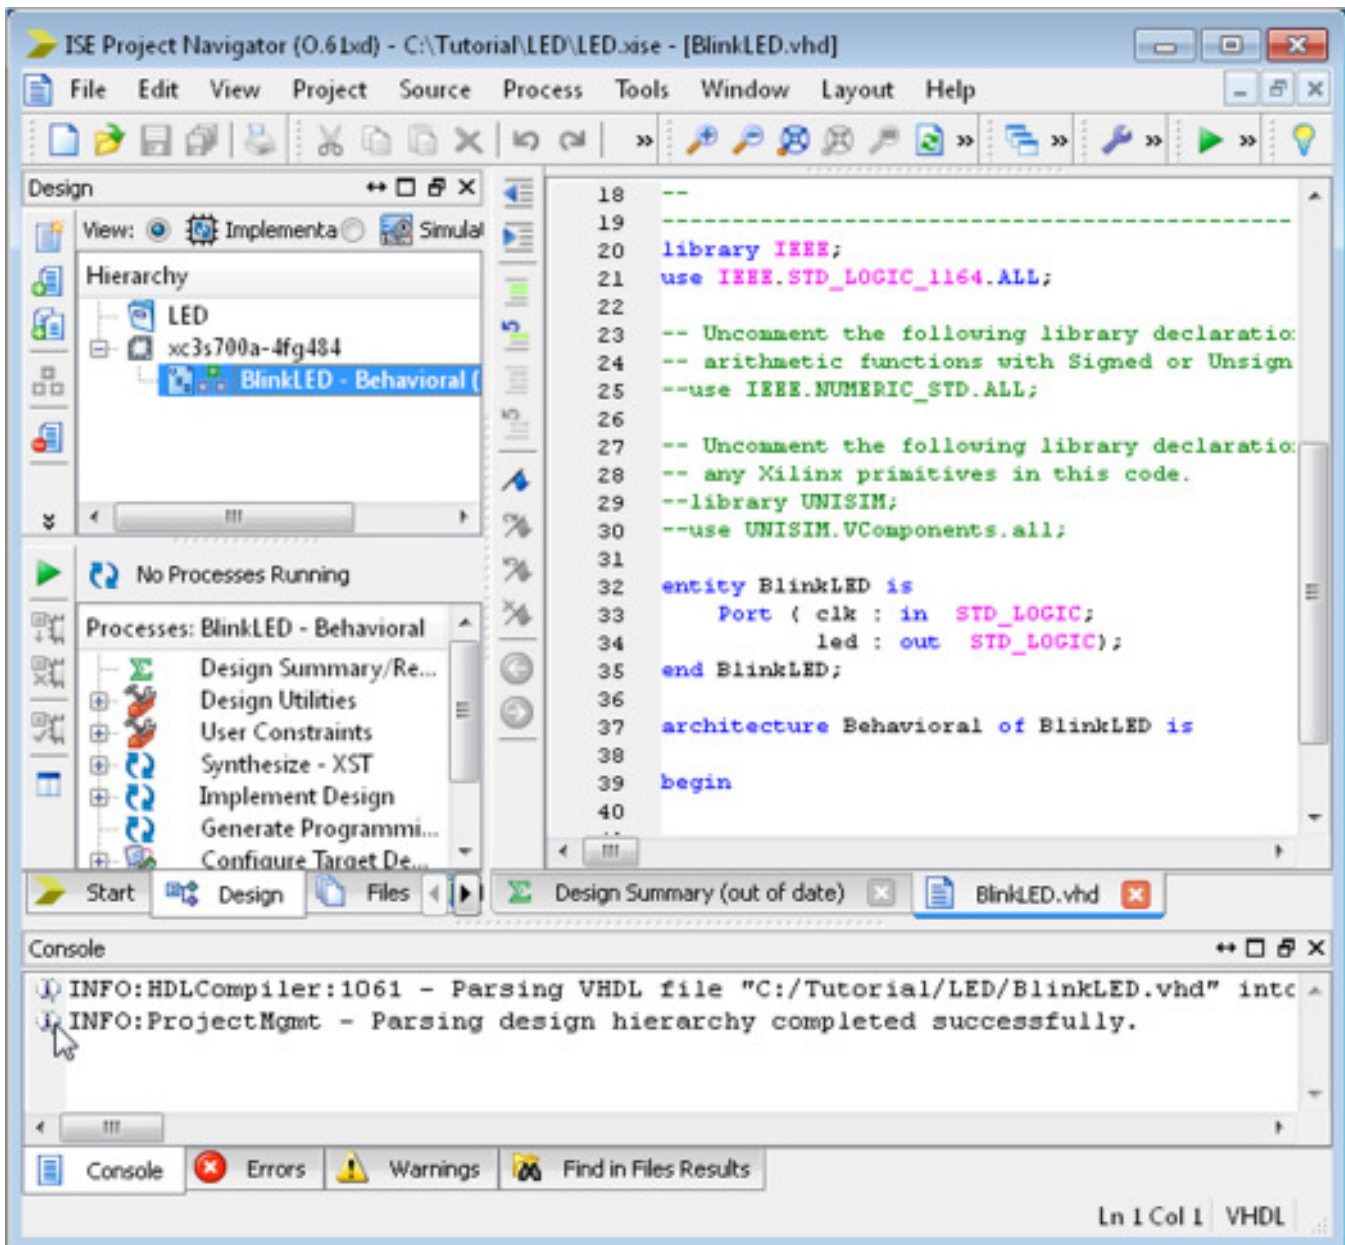 ISE Project Navigator (O.61xd) - C:\Tutorial\LED\LED.xise - [BlinkLED.vhd]
File Edit View Project Source Process Tools Window Layout Help
Design
View: Implementa Simulat
Hierarchy
LED
xc3s700a-4fg484
BlinkLED - Behavioral (
No Processes Running
Processes: BlinkLED - Behavioral
Design Summary/Re...
Design Utilities
User Constraints
Synthesize - XST
Implement Design
Generate Programmi...
Configure Target De...
Start Design Files
18 --
19 ---------------------------------------------
20 library IEEE;
21 use IEEE.STD_LOGIC_1164.ALL;
22
23 -- Uncomment the following library declaratio
24 -- arithmetic functions with Signed or Unsign
25 --use IEEE.NUMERIC_STD.ALL;
26
27 -- Uncomment the following library declaratio
28 -- any Xilinx primitives in this code.
29 --library UNISIM;
30 --use UNISIM.VComponents.all;
31
32 entity BlinkLED is
33 Port ( clk : in STD_LOGIC;
34 led : out STD_LOGIC);
35 end BlinkLED;
36
37 architecture Behavioral of BlinkLED is
38
39 begin
40
Design Summary (out of date) BlinkLED.vhd
Console
INFO:HDLCompiler:1061 - Parsing VHDL file "C:/Tutorial/LED/BlinkLED.vhd" into
INFO:ProjectMgmt - Parsing design hierarchy completed successfully.
Console Errors Warnings Find in Files Results
Ln 1 Col 1 VHDL